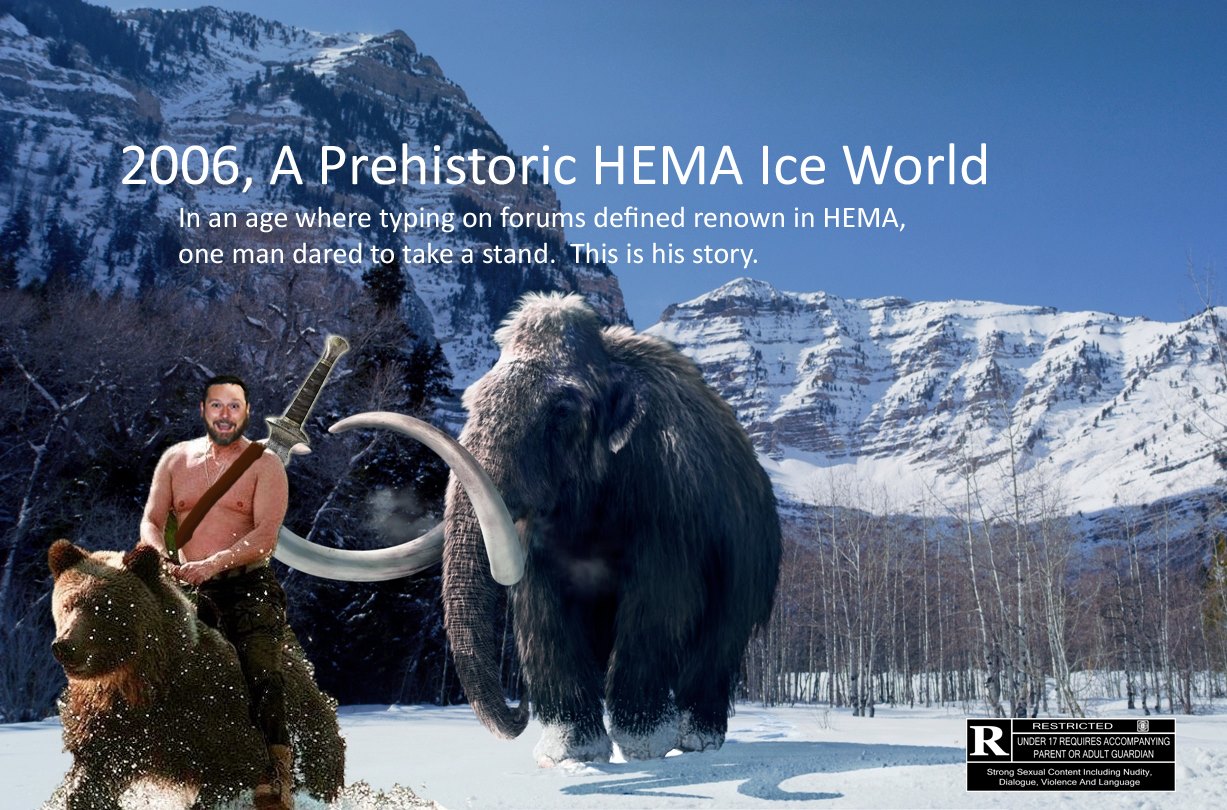 2006, A Prehistoric HEMA Ice World
In an age where typing on forums defined renown in HEMA,
one man dared to take a stand.  This is his story.
R
RESTRICTED
UNDER 17 REQUIRES ACCOMPANYING
PARENT OR ADULT GUARDIAN
Strong Sexual Content Including Nudity,
Dialogue, Violence And Language